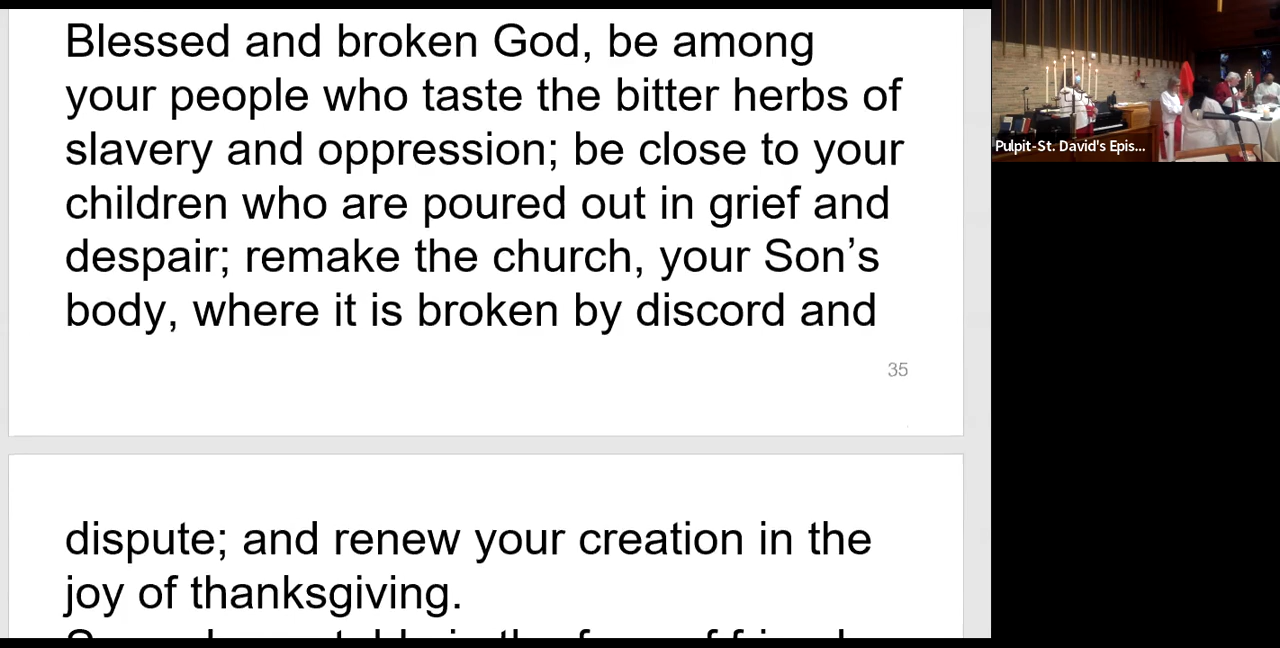 Blessed and broken God, be among
your people who taste the bitter herbs of
slavery and oppression; be close to your
children who are poured out in grief and
despair; remake the church, your Son’s
body, where it is broken by discord and
35
dispute; and renew your creation in the
joy of thanksgiving.
Pulpit-St. David's Epis...